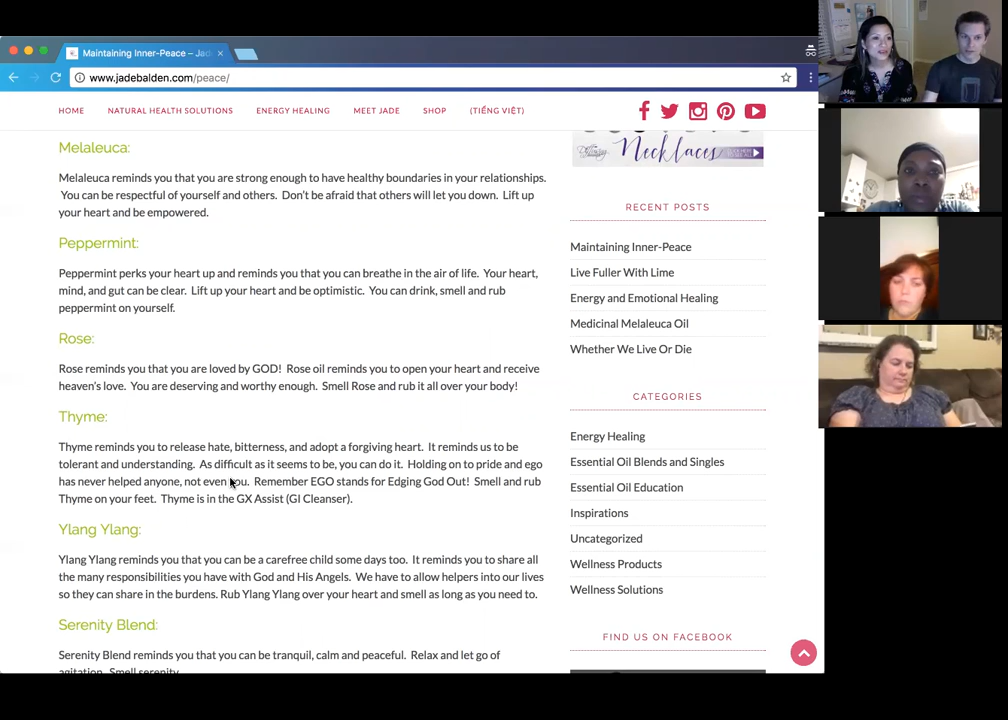 Maintaining Inner-Peace – Jad
www.jadebalden.com/peace/
HOME NATURAL HEALTH SOLUTIONS ENERGY HEALING MEET JADE SHOP (TIẾNG VIỆT)
Melaleuca:
Melaleuca reminds you that you are strong enough to have healthy boundaries in your relationships.
You can be respectful of yourself and others. Don't be afraid that others will let you down. Lift up
your heart and be empowered.
Peppermint:
Peppermint perks your heart up and reminds you that you can breathe in the air of life. Your heart,
mind, and gut can be clear. Lift up your heart and be optimistic. You can drink, smell and rub
peppermint on yourself.
Rose:
Rose reminds you that you are loved by GOD! Rose oil reminds you to open your heart and receive
heaven's love. You are deserving and worthy enough. Smell Rose and rub it all over your body!
Thyme:
Thyme reminds you to release hate, bitterness, and adopt a forgiving heart. It reminds us to be
tolerant and understanding. As difficult as it seems to be, you can do it. Holding on to pride and ego
has never helped anyone, not even you. Remember EGO stands for Edging God Out! Smell and rub
Thyme on your feet. Thyme is in the GX Assist (GI Cleanser).
Ylang Ylang:
Ylang Ylang reminds you that you can be a carefree child some days too. It reminds you to share all
the many responsibilities you have with God and His Angels. We have to allow helpers into our lives
so they can share in the burdens. Rub Ylang Ylang over your heart and smell as long as you need to.
Serenity Blend:
Serenity Blend reminds you that you can be tranquil, calm and peaceful. Relax and let go of
agitation. Smell serenity.
Necklaces
RECENT POSTS
Maintaining Inner-Peace
Live Fuller With Lime
Energy and Emotional Healing
Medicinal Melaleuca Oil
Whether We Live Or Die
CATEGORIES
Energy Healing
Essential Oil Blends and Singles
Essential Oil Education
Inspirations
Uncategorized
Wellness Products
Wellness Solutions
FIND US ON FACEBOOK